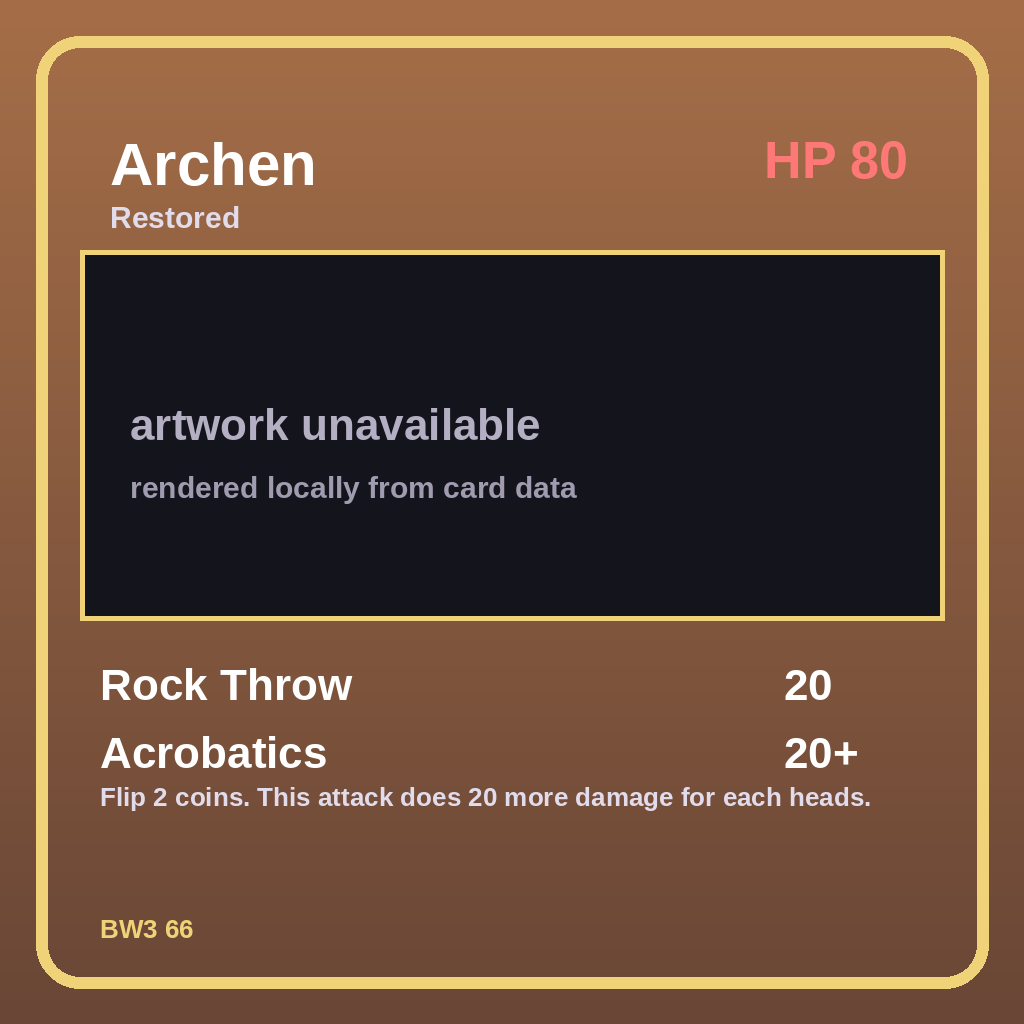 Archen
HP 80
Restored
artwork unavailable
rendered locally from card data
Rock Throw 20
Acrobatics 20+
Flip 2 coins. This attack does 20 more damage for each heads.
BW3 66